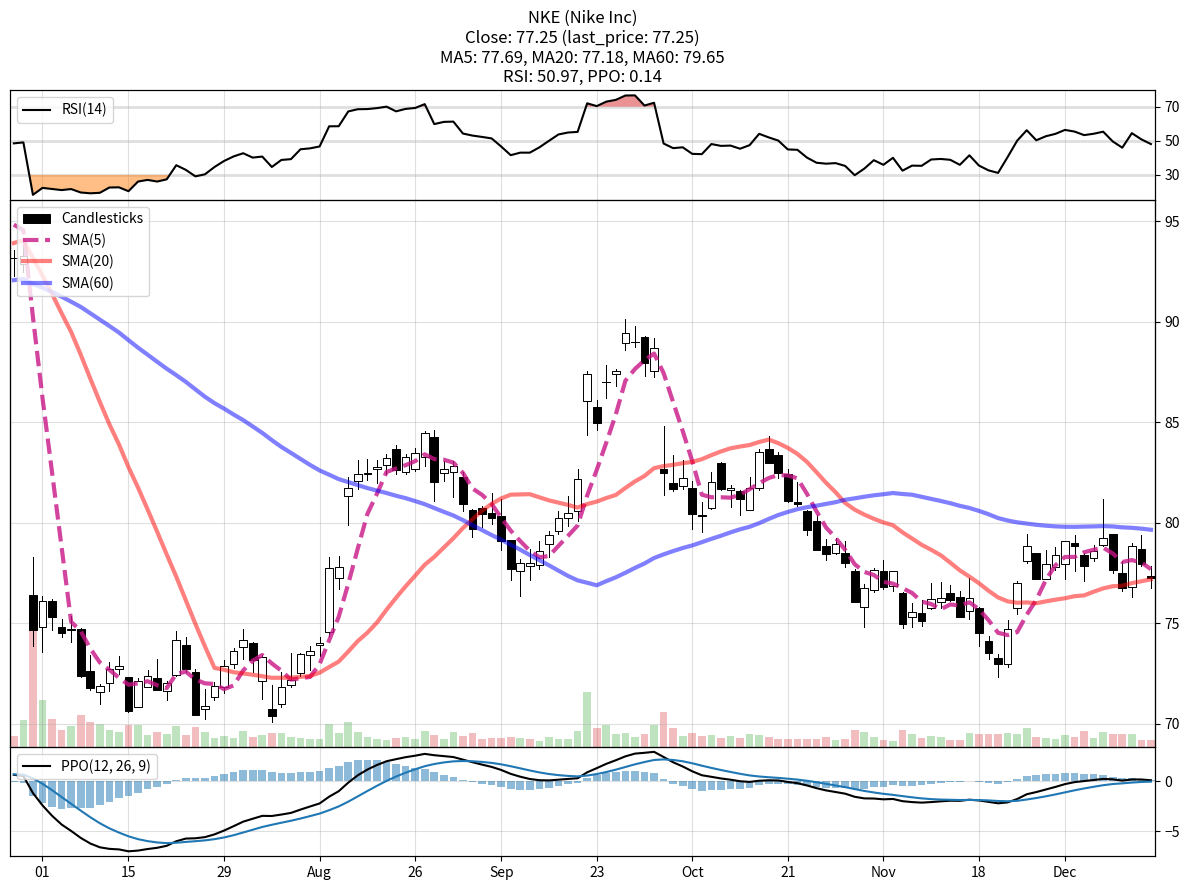 NKE (Nike Inc)
Close: 77.25 (last_price: 77.25)
MA5: 77.69, MA20: 77.18, MA60: 79.65
RSI: 50.97, PPO: 0.14
RSI(14)
70
50
30
Candlesticks
SMA(5)
SMA(20)
SMA(60)
95
90
85
80
75
70
PPO(12, 26, 9)
0
−5
01 15 29 Aug 26 Sep 23 Oct 21 Nov 18 Dec